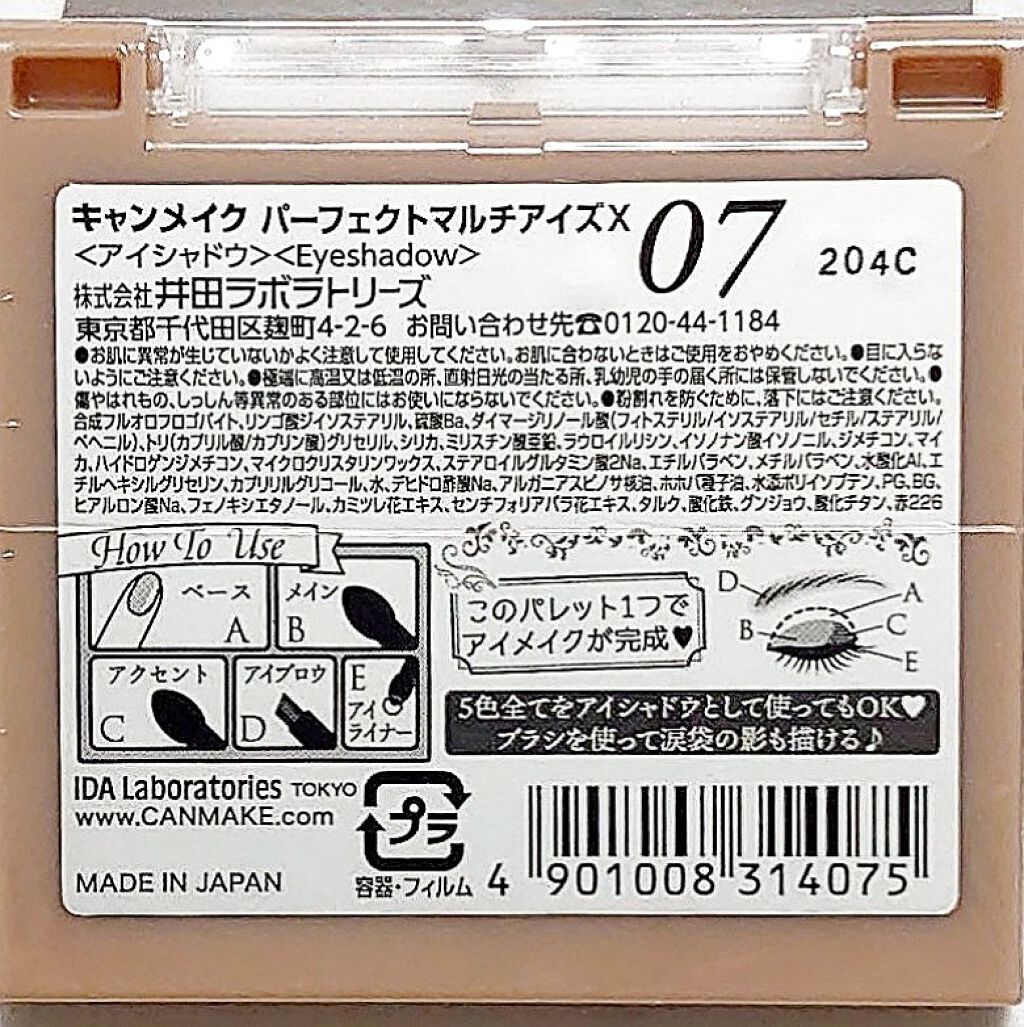 キャンメイク パーフェクトマルチアイズX 07 204C
<アイシャドウ><Eyeshadow>
株式会社井田ラボラトリーズ
東京都千代田区麹町4-2-6 お問い合わせ先☎0120-44-1184
●お肌に異常が生じていないかよく注意して使用してください。お肌に合わないときはご使用をおやめください。●目に入らな
いようにご注意ください。●極端に高温又は低温の所、直射日光の当たる所、乳幼児の手の届く所には保管しないでください。●
傷やはれもの、しっしん等異常のある部位にはお使いにならないでください。●粉割れを防ぐために、落下にはご注意ください。
合成フルオロフロゴパイト、リンゴ酸ジイソステアリル、硫酸Ba、ダイマージリノール酸(フィトステリル/イソステアリル/セチル/ステアリル/
ベヘニル)、トリ(カプリル酸/カプリン酸)グリセリル、シリカ、ミリスチン酸亜鉛、ラウロイルリシン、イソノナン酸イソノニル、ジメチコン、マイ
カ、ハイドロゲンジメチコン、マイクロクリスタリンワックス、ステアロイルグルタミン酸2Na、エチルパラベン、メチルパラベン、水酸化Al、エ
チルヘキシルグリセリン、カプリリルグリコール、水、デヒドロ酢酸Na、アルガニアスピノサ核油、ホホバ種子油、水添ポリイソブテン、PG、BG、
ヒアルロン酸Na、フェノキシエタノール、カミツレ花エキス、センチフォリアバラ花エキス、タルク、酸化鉄、グンジョウ、酸化チタン、赤226
How To Use
ベース
A
メイン
B
アクセント
C
アイブロウ
D
E
アイ
ライナー
このパレット1つで
アイメイクが完成♥
D
A
B
C
E
5色全てをアイシャドウとして使ってもOK♥
ブラシを使って涙袋の影も描ける♪
IDA Laboratories TOKYO
www.CANMAKE.com
MADE IN JAPAN
プラ
容器・フィルム
4 901008 314075